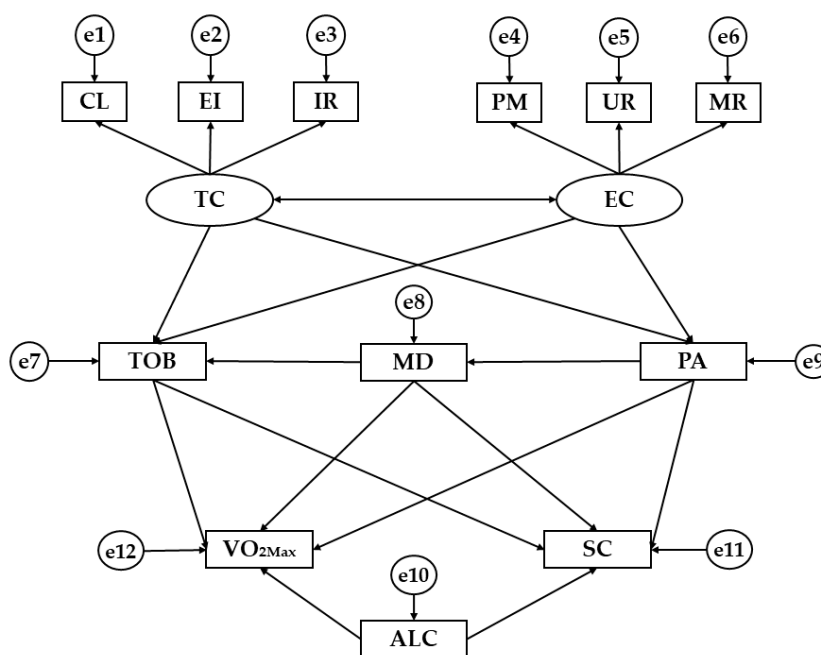 e1 e2 e3 e4 e5 e6
CL EI IR PM UR MR
TC EC
e8
e7 TOB MD PA e9
e12 VO2Max SC e11
e10
ALC